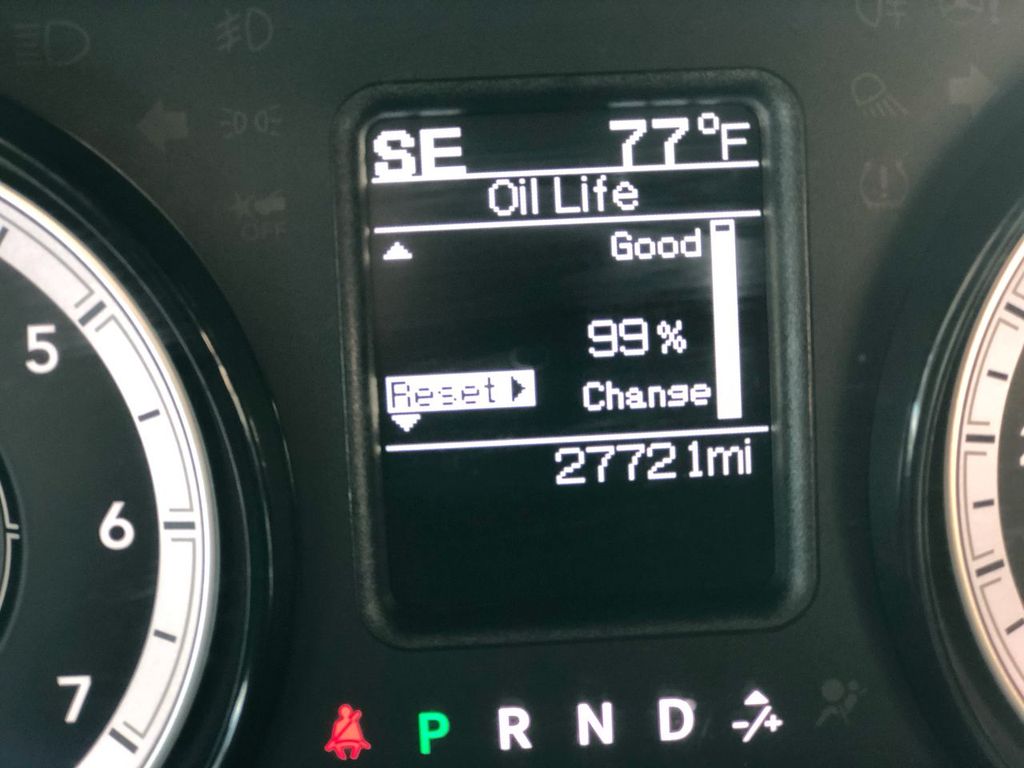 SE 77°F
Oil Life
Good
99%
Reset
Change
27721mi
5
6
7
P R N D -/+
OFF